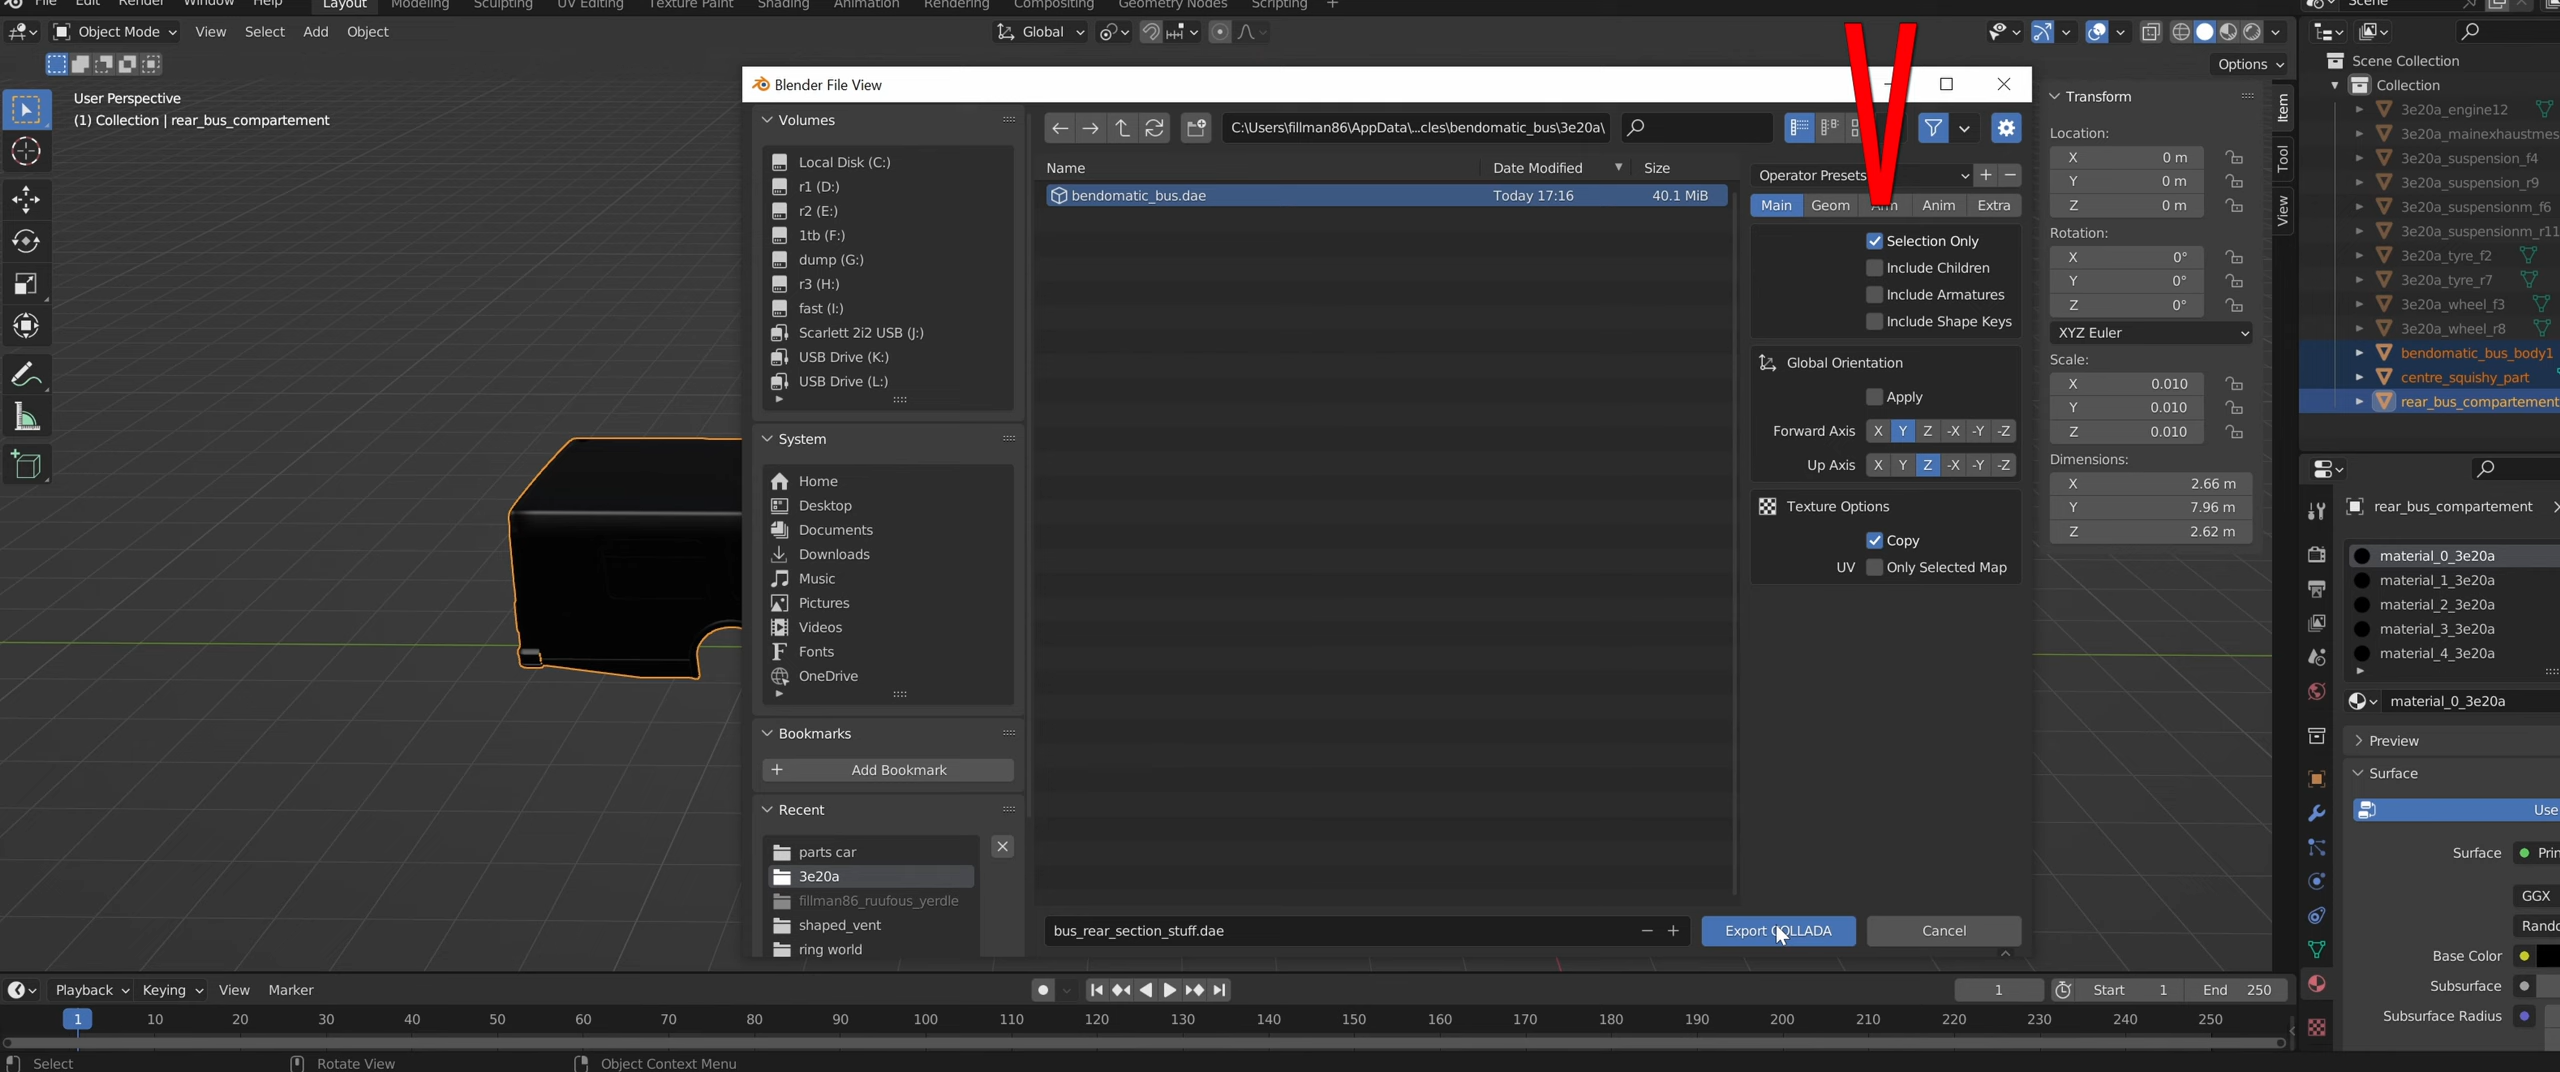 File Edit Render Window Help Layout Modeling Sculpting UV Editing Texture Paint Shading Animation Rendering Compositing Geometry Nodes Scripting + Scene
Object Mode View Select Add Object Global
Options
User Perspective
(1) Collection | rear_bus_compartement
Blender File View
Volumes
Local Disk (C:)
r1 (D:)
r2 (E:)
1tb (F:)
dump (G:)
r3 (H:)
fast (I:)
Scarlett 2i2 USB (J:)
USB Drive (K:)
USB Drive (L:)
System
Home
Desktop
Documents
Downloads
Music
Pictures
Videos
Fonts
OneDrive
Bookmarks
Add Bookmark
Recent
parts car
3e20a
fillman86_ruufous_yerdle
shaped_vent
ring world
C:\Users\fillman86\AppData\...cles\bendomatic_bus\3e20a\
Name Date Modified Size
bendomatic_bus.dae Today 17:16 40.1 MiB
bus_rear_section_stuff.dae
Export COLLADA Cancel
Operator Presets
Main Geom Arm Anim Extra
Selection Only
Include Children
Include Armatures
Include Shape Keys
Global Orientation
Apply
Forward Axis X Y Z -X -Y -Z
Up Axis X Y Z -X -Y -Z
Texture Options
Copy
UV Only Selected Map
V
Transform
Location:
X 0 m
Y 0 m
Z 0 m
Rotation:
X 0°
Y 0°
Z 0°
XYZ Euler
Scale:
X 0.010
Y 0.010
Z 0.010
Dimensions:
X 2.66 m
Y 7.96 m
Z 2.62 m
Item
Tool
View
Scene Collection
Collection
3e20a_engine12
3e20a_mainexhaustmes
3e20a_suspension_f4
3e20a_suspension_r9
3e20a_suspensionm_f6
3e20a_suspensionm_r11
3e20a_tyre_f2
3e20a_tyre_r7
3e20a_wheel_f3
3e20a_wheel_r8
bendomatic_bus_body1
centre_squishy_part
rear_bus_compartement
rear_bus_compartement
material_0_3e20a
material_1_3e20a
material_2_3e20a
material_3_3e20a
material_4_3e20a
material_0_3e20a
Preview
Surface
Use
Surface Prin
GGX
Rando
Base Color
Subsurface
Subsurface Radius
Playback Keying View Marker 1 Start 1 End 250
1 10 20 30 40 50 60 70 80 90 100 110 120 130 140 150 160 170 180 190 200 210 220 230 240 250
Select Rotate View Object Context Menu